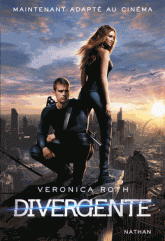 MAINTENANT ADAPTÉ AU CINÉMA
VERONICA ROTH
DIVERGENTE
NATHAN